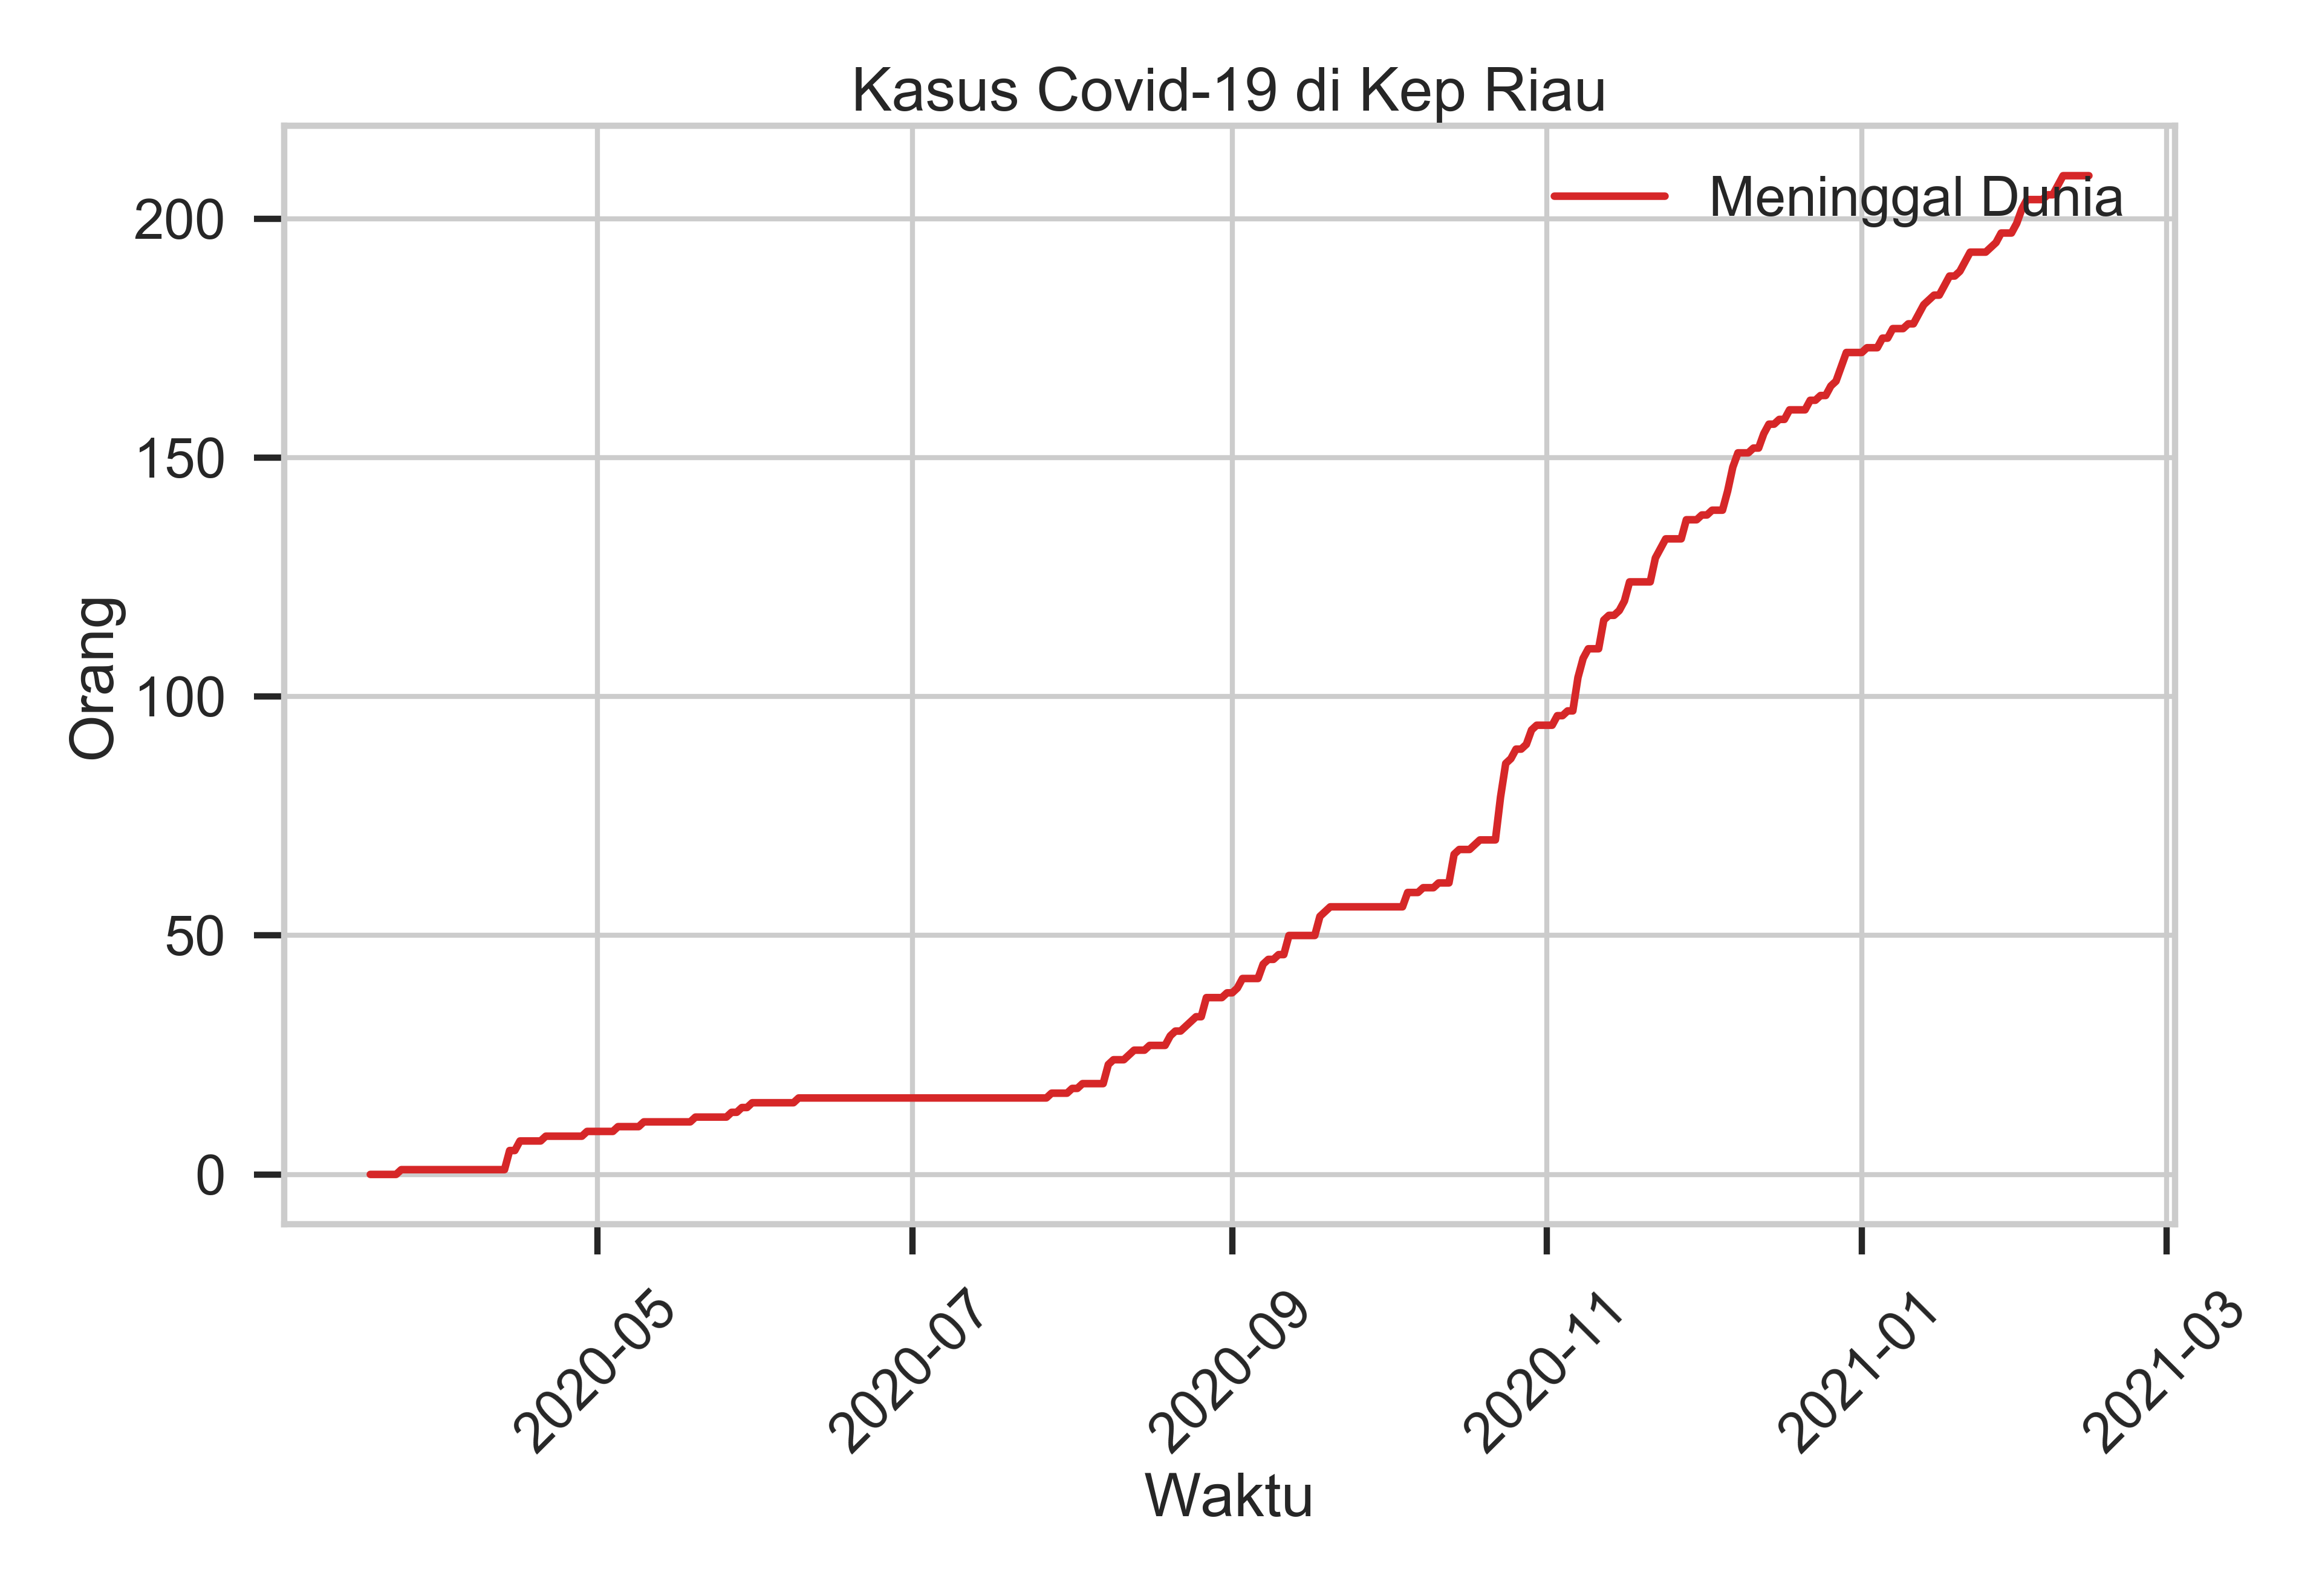 Kasus Covid-19 di Kep Riau
Meninggal Dunia
Orang
200
150
100
50
0
2020-05
2020-07
2020-09
2020-11
2021-01
2021-03
Waktu